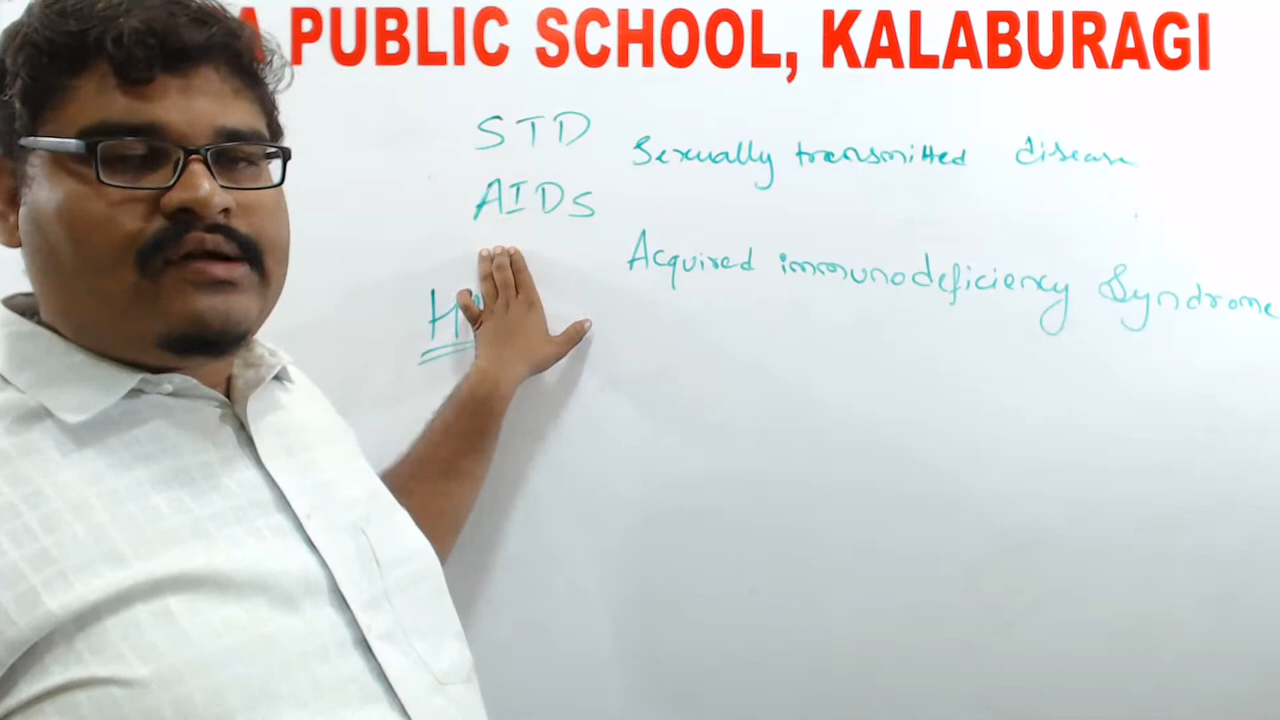 A PUBLIC SCHOOL, KALABURAGI
STD Sexually transmitted disease
AIDS Acquired immunodeficiency Syndrome